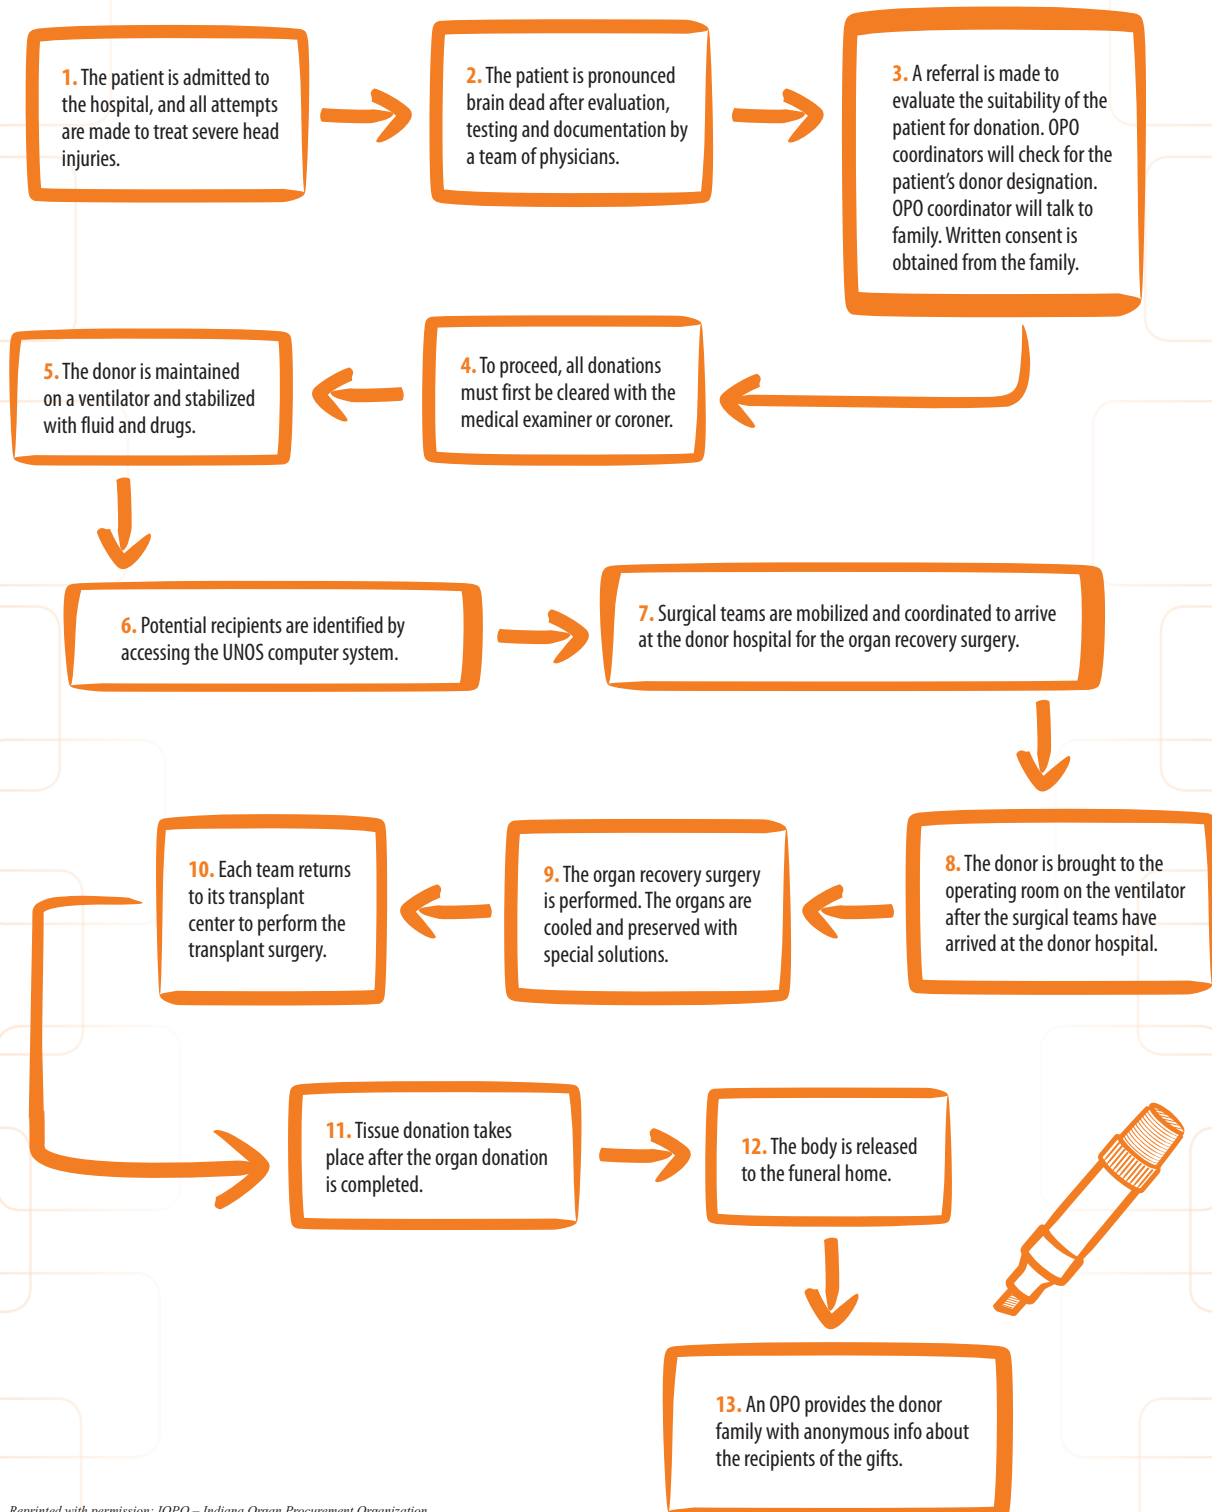 1. The patient is admitted to
the hospital, and all attempts
are made to treat severe head
injuries.
2. The patient is pronounced
brain dead after evaluation,
testing and documentation by
a team of physicians.
3. A referral is made to
evaluate the suitability of the
patient for donation. OPO
coordinators will check for the
patient’s donor designation.
OPO coordinator will talk to
family. Written consent is
obtained from the family.
4. To proceed, all donations
must first be cleared with the
medical examiner or coroner.
5. The donor is maintained
on a ventilator and stabilized
with fluid and drugs.
6. Potential recipients are identified by
accessing the UNOS computer system.
7. Surgical teams are mobilized and coordinated to arrive
at the donor hospital for the organ recovery surgery.
8. The donor is brought to the
operating room on the ventilator
after the surgical teams have
arrived at the donor hospital.
9. The organ recovery surgery
is performed. The organs are
cooled and preserved with
special solutions.
10. Each team returns
to its transplant
center to perform the
transplant surgery.
11. Tissue donation takes
place after the organ donation
is completed.
12. The body is released
to the funeral home.
13. An OPO provides the donor
family with anonymous info about
the recipients of the gifts.
Reprinted with permission: IOPO – Indiana Organ Procurement Organization